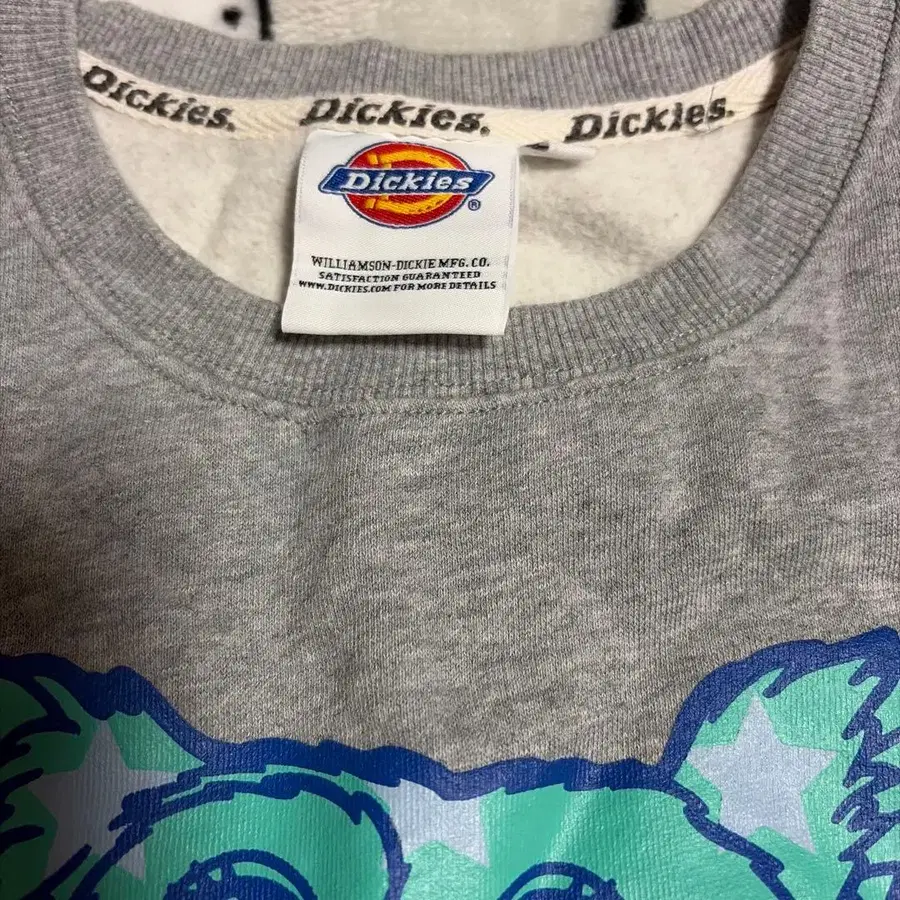 Dickies. Dickies. Dickies.
Dickies®
WILLIAMSON-DICKIE MFG. CO.
SATISFACTION GUARANTEED
WWW.DICKIES.COM FOR MORE DETAILS